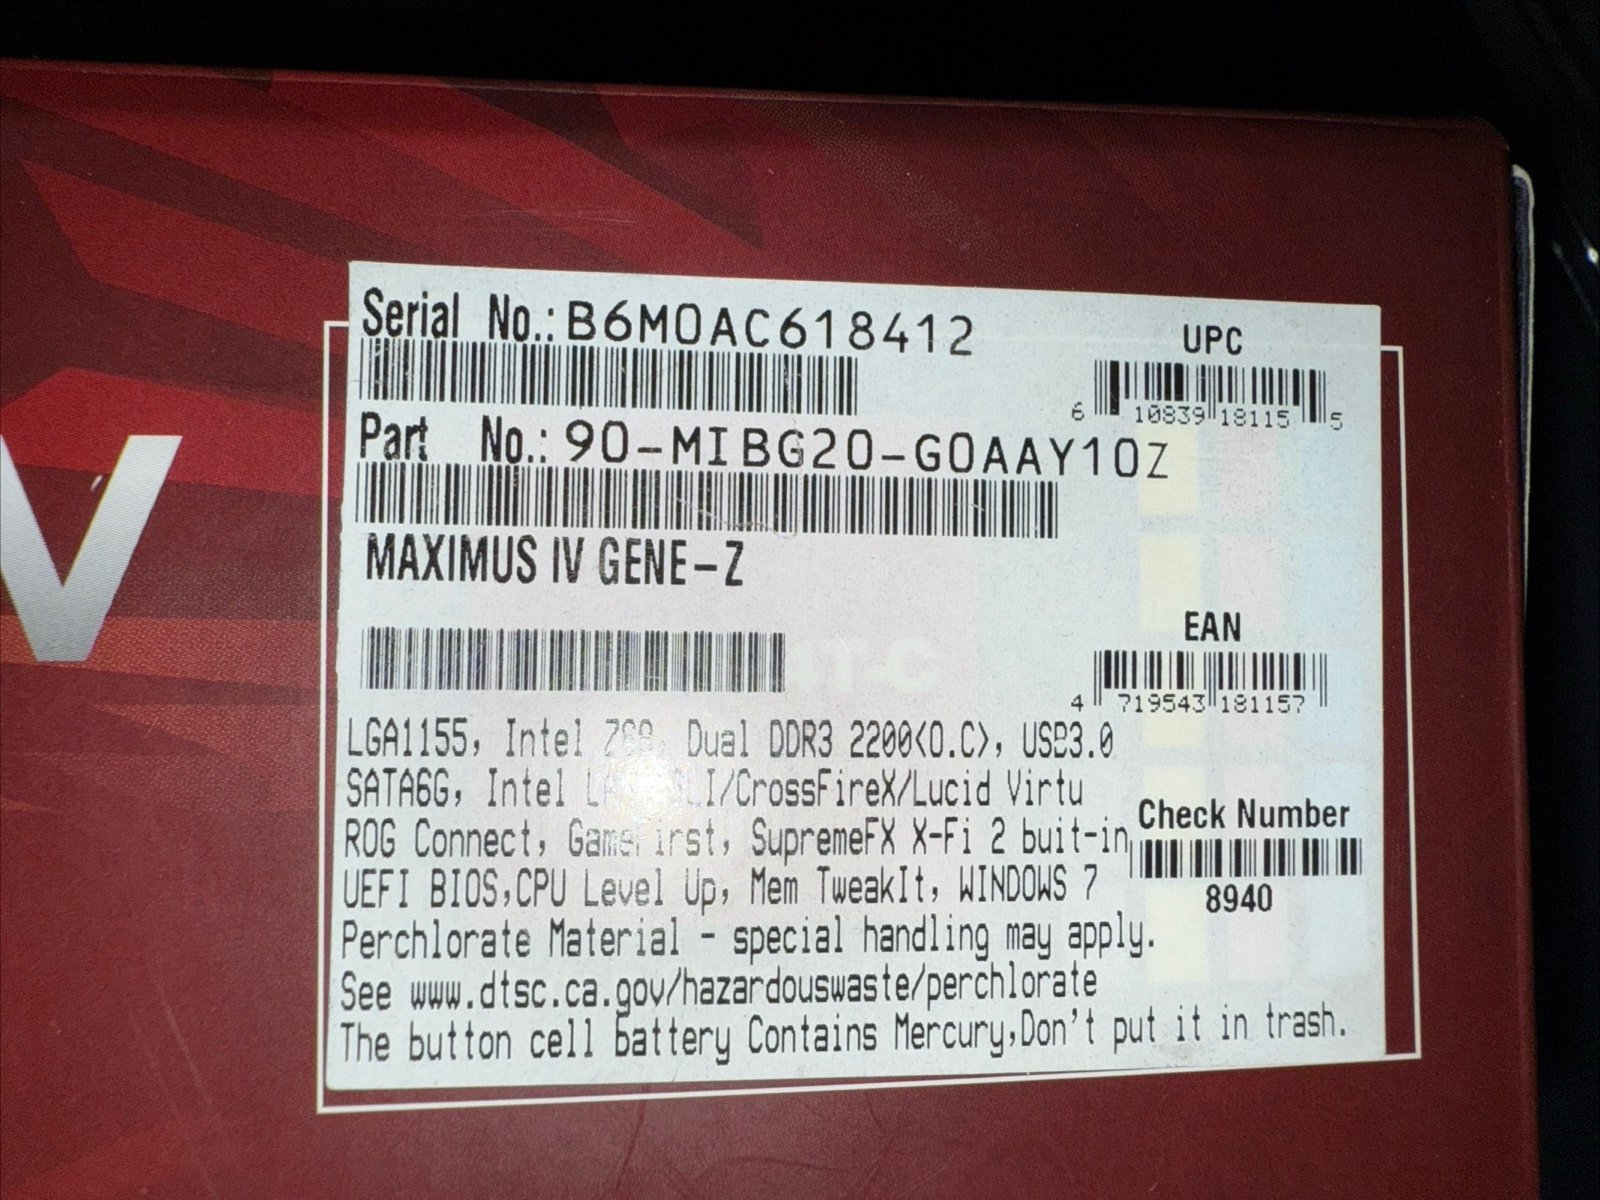 V
Serial No.: B6M0AC618412
UPC
6 10839 18115 5
Part No.: 90-MIBG20-G0AAY10Z
MAXIMUS IV GENE-Z
EAN
4 719543 181157
LGA1155, Intel Z68, Dual DDR3 2200<O.C>, USB3.0
SATA6G, Intel /CrossFireX/Lucid Virtu
Check Number
ROG Connect, GameFirst, SupremeFX X-Fi 2 buit-in,
UEFI BIOS,CPU Level Up, Mem TweakIt, WINDOWS 7
8940
Perchlorate Material - special handling may apply.
See www.dtsc.ca.gov/hazardouswaste/perchlorate
The button cell battery Contains Mercury,Don't put it in trash.